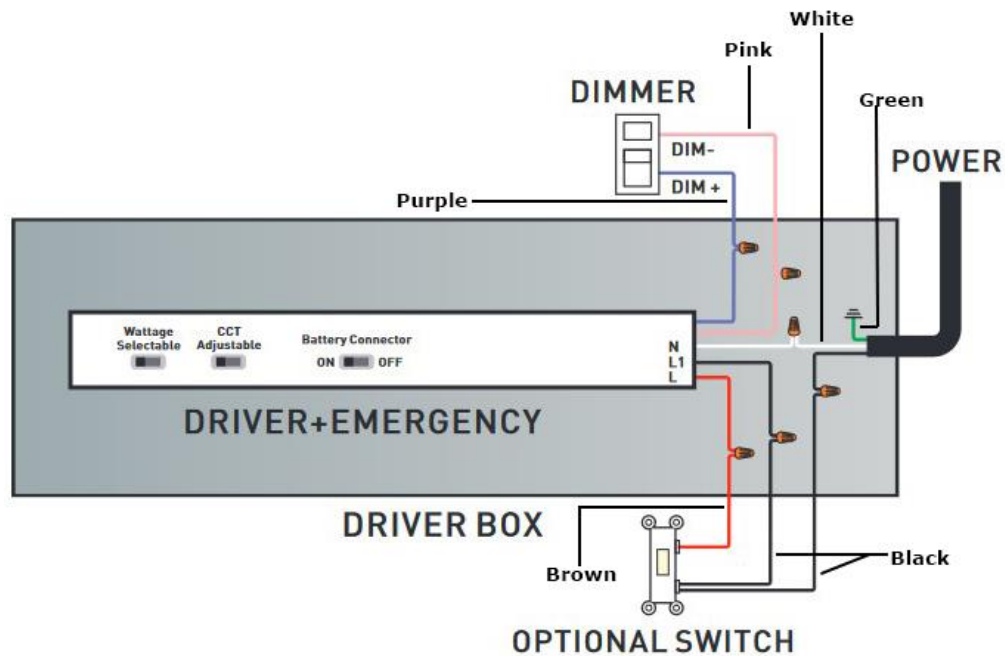 White
Pink
DIMMER
Green
DIM-
POWER
DIM +
Purple
Wattage
Selectable
CCT
Adjustable
Battery Connector
ON OFF
N
L1
L
DRIVER+EMERGENCY
DRIVER BOX
Brown
Black
OPTIONAL SWITCH